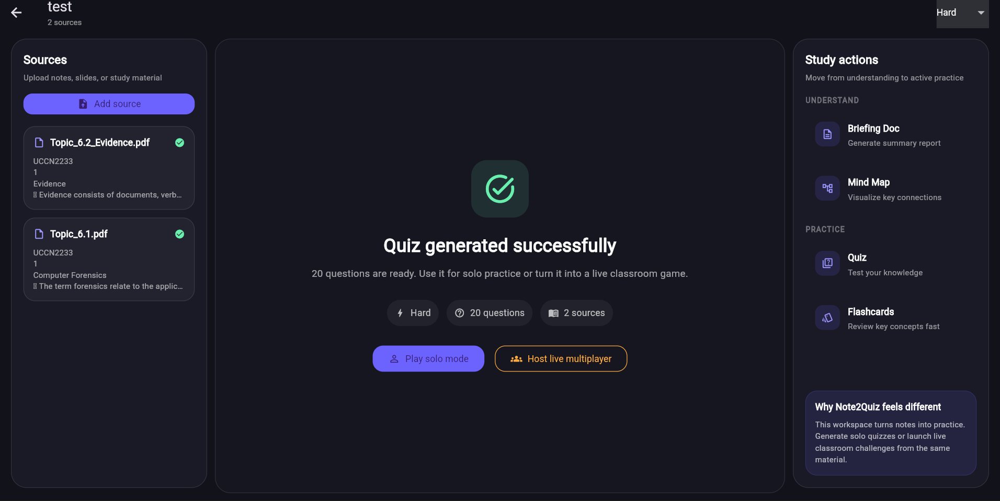 test
2 sources
Hard
Sources
Upload notes, slides, or study material
Add source
Topic_6.2_Evidence.pdf
UCCN2233
1
Evidence
Evidence consists of documents, verb...
Topic_6.1.pdf
UCCN2233
1
Computer Forensics
The term forensics relate to the applic...
Quiz generated successfully
20 questions are ready. Use it for solo practice or turn it into a live classroom game.
Hard
20 questions
2 sources
Play solo mode
Host live multiplayer
Study actions
Move from understanding to active practice
UNDERSTAND
Briefing Doc
Generate summary report
Mind Map
Visualize key connections
PRACTICE
Quiz
Test your knowledge
Flashcards
Review key concepts fast
Why Note2Quiz feels different
This workspace turns notes into practice.
Generate solo quizzes or launch live
classroom challenges from the same
material.